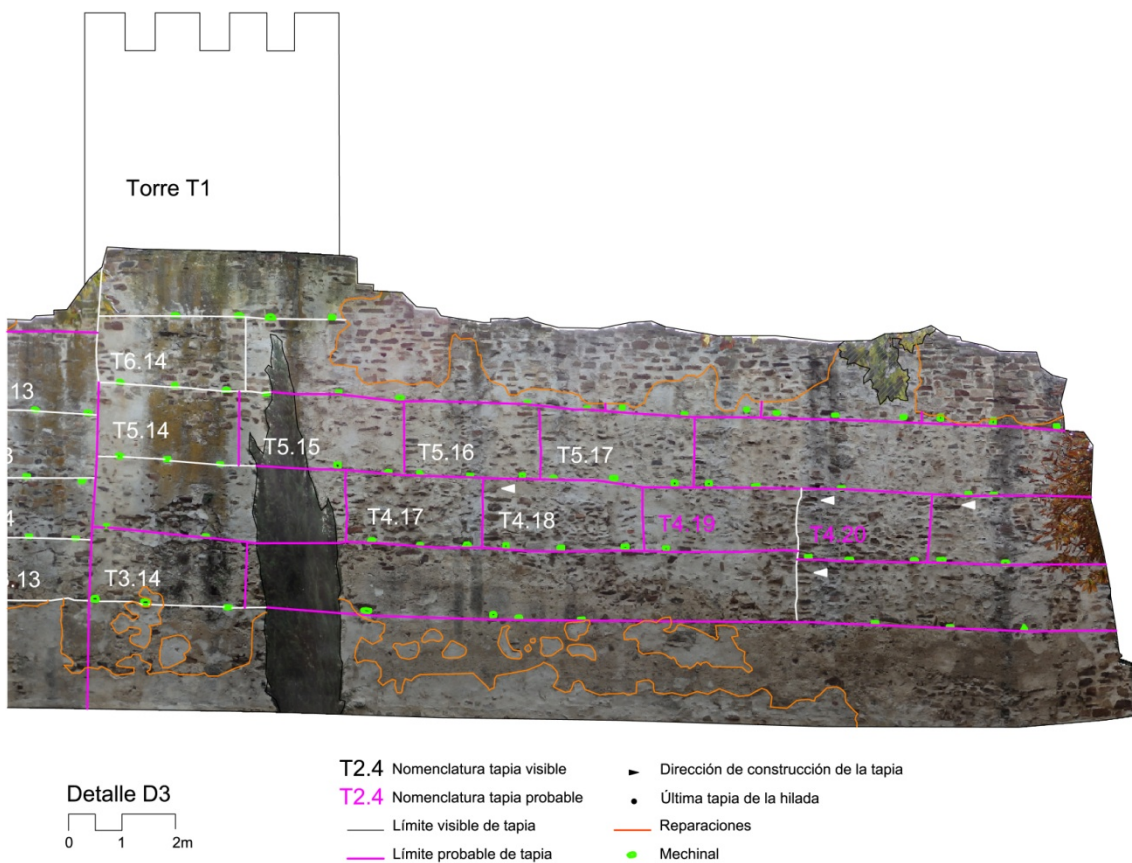 Torre T1
T6.14
.13
T5.14
T5.15
T5.16
T5.17
3
T4.17
T4.18
T4.19
T4.20
4
.13
T3.14
Detalle D3
0 1 2m
T2.4 Nomenclatura tapia visible
T2.4 Nomenclatura tapia probable
Límite visible de tapia
Límite probable de tapia
Dirección de construcción de la tapia
Última tapia de la hilada
Reparaciones
Mechinal